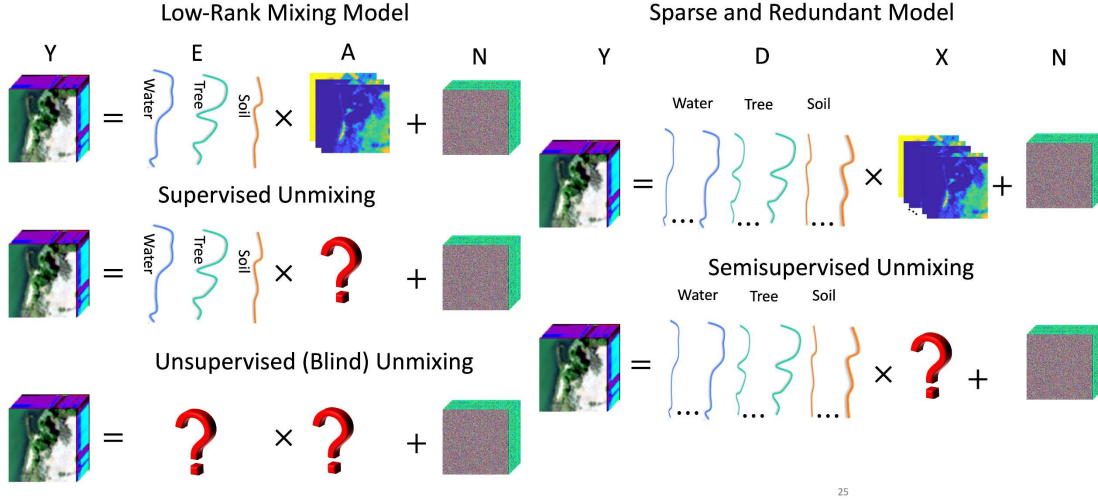 Low-Rank Mixing Model
Y E A N
Water Tree Soil
= × +
Supervised Unmixing
Water Tree Soil
= × ? +
Unsupervised (Blind) Unmixing
= ? × ? +
Sparse and Redundant Model
Y D X N
Water Tree Soil
= ... ... ... × ... +
Semisupervised Unmixing
Water Tree Soil
= ... ... ... × ? +
25